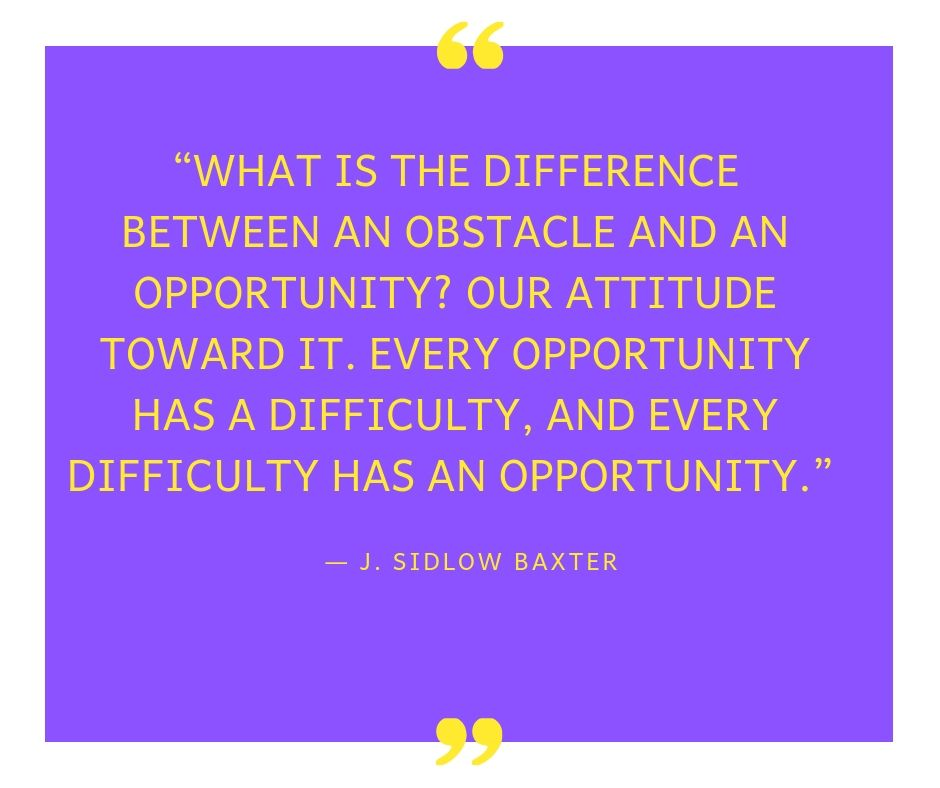 “WHAT IS THE DIFFERENCE
BETWEEN AN OBSTACLE AND AN
OPPORTUNITY? OUR ATTITUDE
TOWARD IT. EVERY OPPORTUNITY
HAS A DIFFICULTY, AND EVERY
DIFFICULTY HAS AN OPPORTUNITY.”
— J. SIDLOW BAXTER